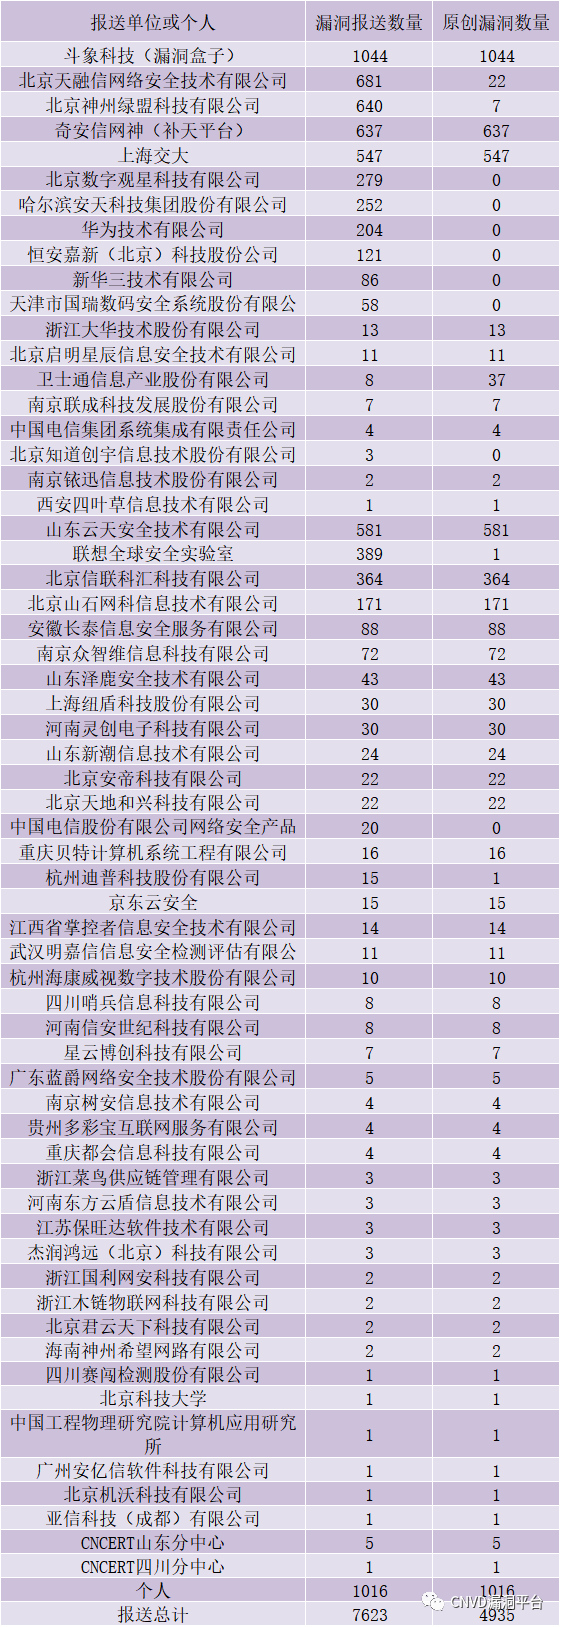 报送单位或个人 漏洞报送数量 原创漏洞数量
斗象科技（漏洞盒子） 1044 1044
北京天融信网络安全技术有限公司 681 22
北京神州绿盟科技有限公司 640 7
奇安信网神（补天平台） 637 637
上海交大 547 547
北京数字观星科技有限公司 279 0
哈尔滨安天科技集团股份有限公司 252 0
华为技术有限公司 204 0
恒安嘉新（北京）科技股份公司 121 0
新华三技术有限公司 86 0
天津市国瑞数码安全系统股份有限公 58 0
浙江大华技术股份有限公司 13 13
北京启明星辰信息安全技术有限公司 11 11
卫士通信息产业股份有限公司 8 37
南京联成科技发展股份有限公司 7 7
中国电信集团系统集成有限责任公司 4 4
北京知道创宇信息技术股份有限公司 3 0
南京铱迅信息技术股份有限公司 2 2
西安四叶草信息技术有限公司 1 1
山东云天安全技术有限公司 581 581
联想全球安全实验室 389 1
北京信联科汇科技有限公司 364 364
北京山石网科信息技术有限公司 171 171
安徽长泰信息安全服务有限公司 88 88
南京众智维信息科技有限公司 72 72
山东泽鹿安全技术有限公司 43 43
上海纽盾科技股份有限公司 30 30
河南灵创电子科技有限公司 30 30
山东新潮信息技术有限公司 24 24
北京安帝科技有限公司 22 22
北京天地和兴科技有限公司 22 22
中国电信股份有限公司网络安全产品 20 0
重庆贝特计算机系统工程有限公司 16 16
杭州迪普科技股份有限公司 15 1
京东云安全 15 15
江西省掌控者信息安全技术有限公司 14 14
武汉明嘉信信息安全检测评估有限公 11 11
杭州海康威视数字技术股份有限公司 10 10
四川哨兵信息科技有限公司 8 8
河南信安世纪科技有限公司 8 8
星云博创科技有限公司 7 7
广东蓝爵网络安全技术股份有限公司 5 5
南京树安信息技术有限公司 4 4
贵州多彩宝互联网服务有限公司 4 4
重庆都会信息科技有限公司 4 4
浙江菜鸟供应链管理有限公司 3 3
河南东方云盾信息技术有限公司 3 3
江苏保旺达软件技术有限公司 3 3
杰润鸿远（北京）科技有限公司 3 3
浙江国利网安科技有限公司 2 2
浙江木链物联网科技有限公司 2 2
北京君云天下科技有限公司 2 2
海南神州希望网路有限公司 2 2
四川赛闯检测股份有限公司 1 1
北京科技大学 1 1
中国工程物理研究院计算机应用研究
所 1 1
广州安亿信软件科技有限公司 1 1
北京机沃科技有限公司 1 1
亚信科技（成都）有限公司 1 1
CNCERT山东分中心 5 5
CNCERT四川分中心 1 1
个人 1016 1016
报送总计 7623 4935
CNVD漏洞平台